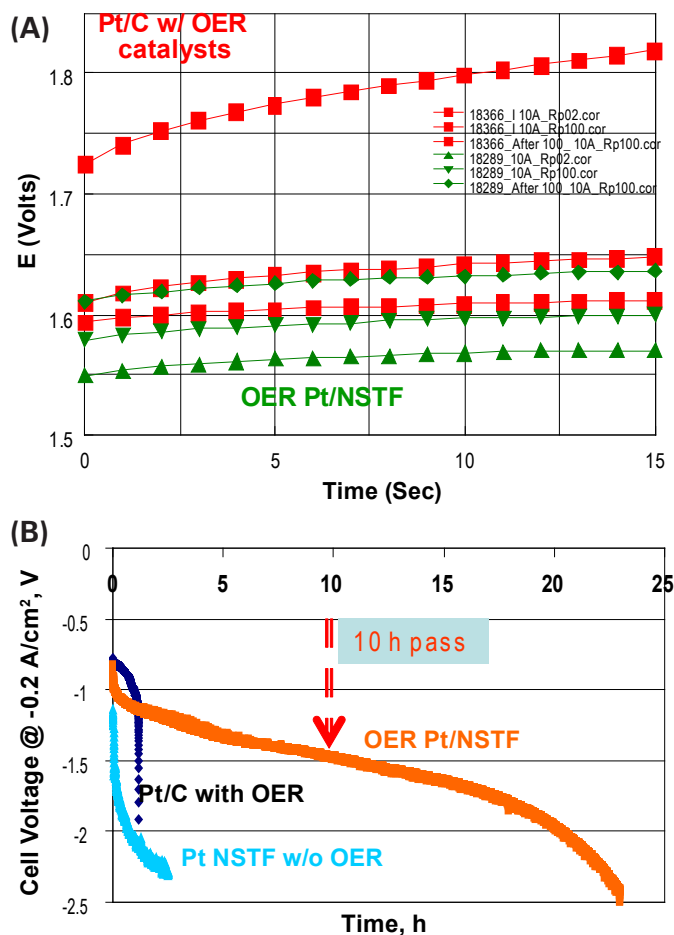 (A)
Pt/C w/ OER
catalysts
1.8
1.7
1.6
1.5
E (Volts)
18366_I 10A_Rp02.cor
18366_I 10A_Rp100.cor
18366_After 100_ 10A_Rp100.cor
18289_10A_Rp02.cor
18289_10A_Rp100.cor
18289_After 100_10A_Rp100.cor
OER Pt/NSTF
0 5 10 15
Time (Sec)
(B)
0
-0.5
-1
-1.5
-2
-2.5
Cell Voltage @ -0.2 A/cm², V
0 5 10 15 20 25
10 h pass
OER Pt/NSTF
Pt/C with OER
Pt NSTF w/o OER
Time, h